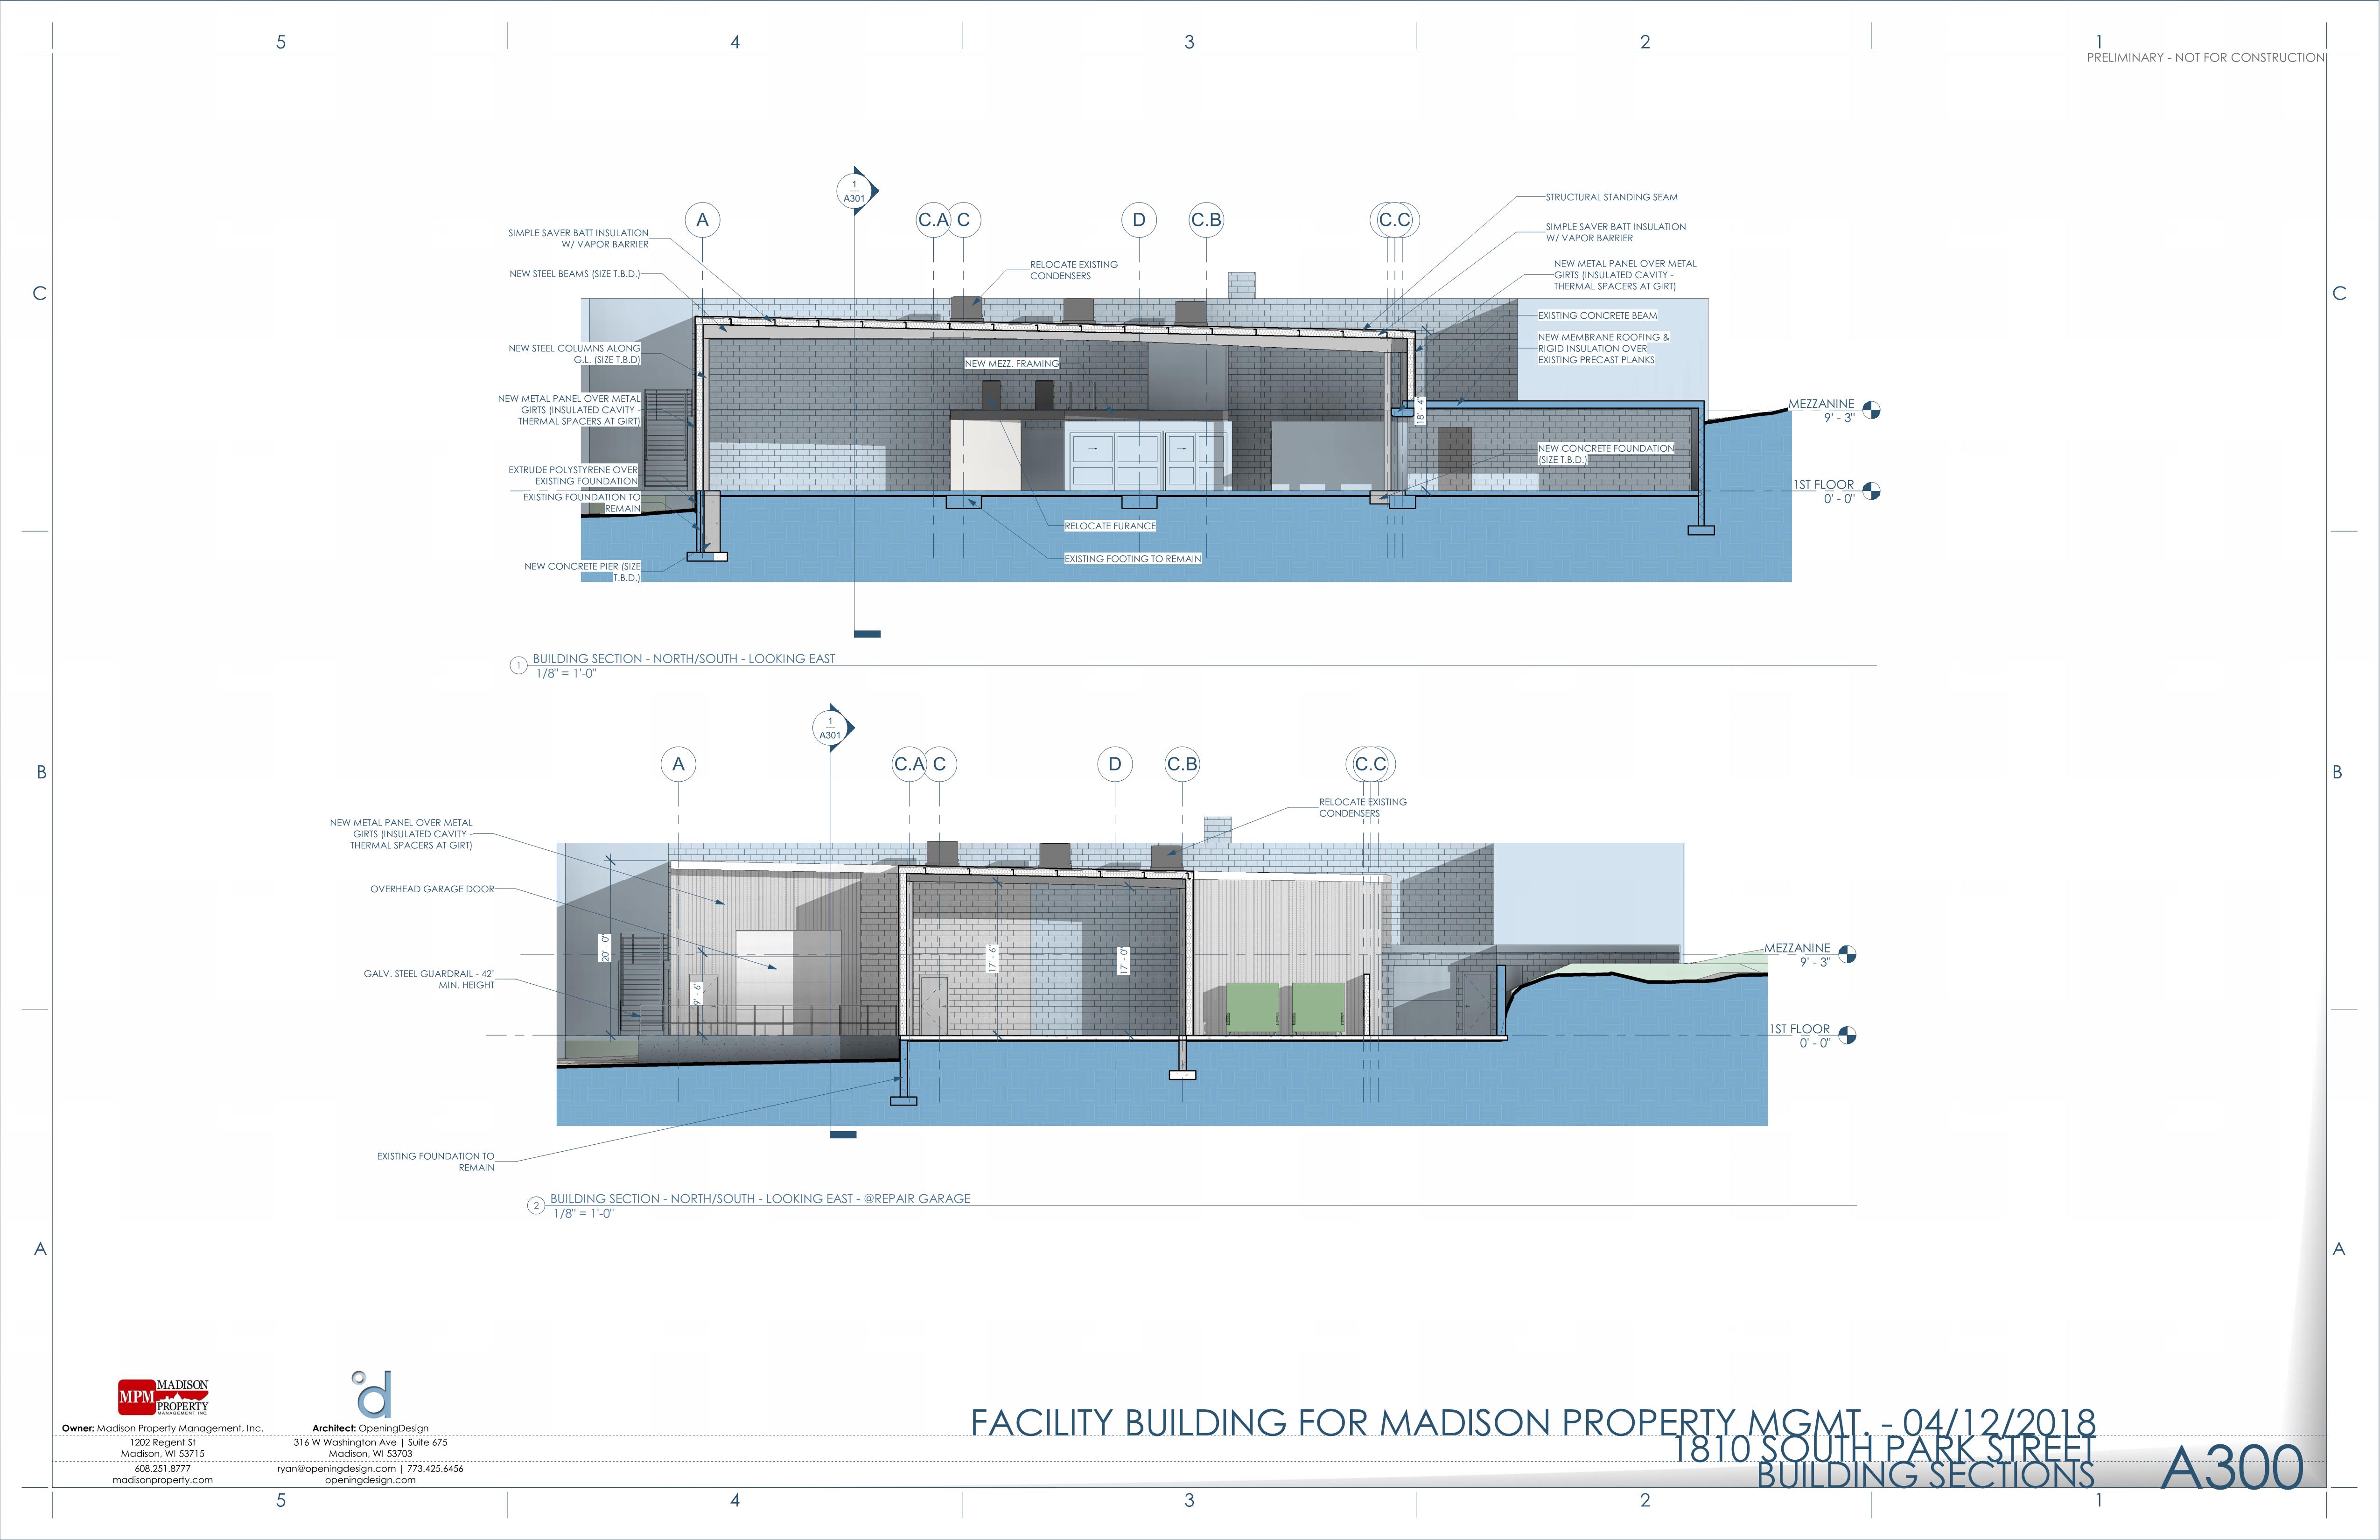 5 4 3 2 1
PRELIMINARY - NOT FOR CONSTRUCTION
C
C
1
A301
A
C.A
C
D
C.B
C.C
SIMPLE SAVER BATT INSULATION
W/ VAPOR BARRIER
NEW STEEL BEAMS (SIZE T.B.D.)
NEW STEEL COLUMNS ALONG
G.L. (SIZE T.B.D)
NEW METAL PANEL OVER METAL
GIRTS (INSULATED CAVITY -
THERMAL SPACERS AT GIRT)
EXTRUDE POLYSTYRENE OVER
EXISTING FOUNDATION
EXISTING FOUNDATION TO
REMAIN
NEW CONCRETE PIER (SIZE
T.B.D.)
RELOCATE EXISTING
CONDENSERS
NEW MEZZ. FRAMING
RELOCATE FURANCE
EXISTING FOOTING TO REMAIN
STRUCTURAL STANDING SEAM
SIMPLE SAVER BATT INSULATION
W/ VAPOR BARRIER
NEW METAL PANEL OVER METAL
GIRTS (INSULATED CAVITY -
THERMAL SPACERS AT GIRT)
EXISTING CONCRETE BEAM
NEW MEMBRANE ROOFING &
RIGID INSULATION OVER
EXISTING PRECAST PLANKS
18' - 4"
NEW CONCRETE FOUNDATION
(SIZE T.B.D.)
MEZZANINE
9' - 3"
1ST FLOOR
0' - 0"
1
BUILDING SECTION - NORTH/SOUTH - LOOKING EAST
1/8" = 1'-0"
B
B
1
A301
A
C.A
C
D
C.B
C.C
NEW METAL PANEL OVER METAL
GIRTS (INSULATED CAVITY -
THERMAL SPACERS AT GIRT)
OVERHEAD GARAGE DOOR
GALV. STEEL GUARDRAIL - 42"
MIN. HEIGHT
EXISTING FOUNDATION TO
REMAIN
RELOCATE EXISTING
CONDENSERS
20' - 0"
9' - 6"
17' - 6"
17' - 0"
MEZZANINE
9' - 3"
1ST FLOOR
0' - 0"
2
BUILDING SECTION - NORTH/SOUTH - LOOKING EAST - @REPAIR GARAGE
1/8" = 1'-0"
A
A
MPM
MADISON
PROPERTY
MANAGEMENT INC
Owner: Madison Property Management, Inc.
1202 Regent St
Madison, WI 53715
608.251.8777
madisonproperty.com
d
Architect: OpeningDesign
316 W Washington Ave | Suite 675
Madison, WI 53703
ryan@openingdesign.com | 773.425.6456
openingdesign.com
FACILITY BUILDING FOR MADISON PROPERTY MGMT. - 04/12/2018
1810 SOUTH PARK STREET
BUILDING SECTIONS
A300
5 4 3 2 1